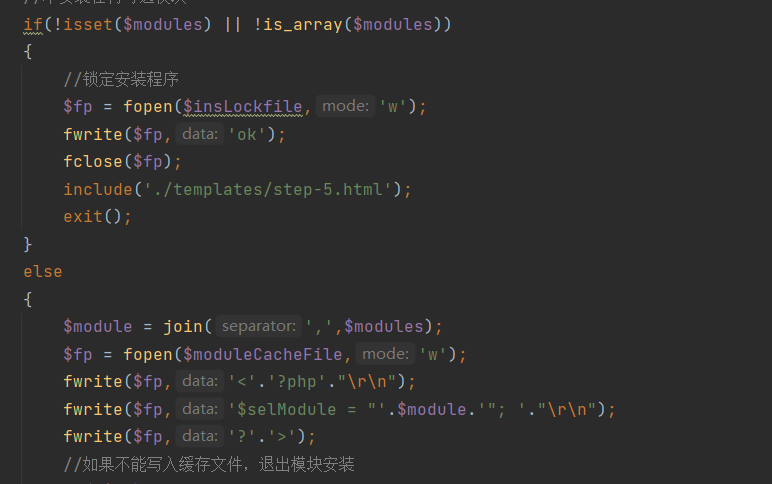 if(!isset($modules) || !is_array($modules))
{
//锁定安装程序
$fp = fopen($insLockfile, mode: 'w');
fwrite($fp, data: 'ok');
fclose($fp);
include('./templates/step-5.html');
exit();
}
else
{
$module = join( separator: ',',$modules);
$fp = fopen($moduleCacheFile, mode: 'w');
fwrite($fp, data: '<'.'?php'."\r\n");
fwrite($fp, data: '$selModule = "'.$module.'"; '."\r\n");
fwrite($fp, data: '?'.'>');
//如果不能写入缓存文件，退出模块安装